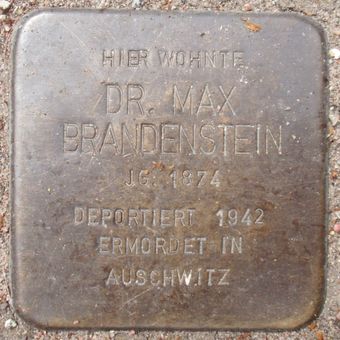 HIER WOHNTE
DR. MAX
BRANDENSTEIN
JG. 1874
DEPORTIERT 1942
ERMORDET IN
AUSCHWITZ